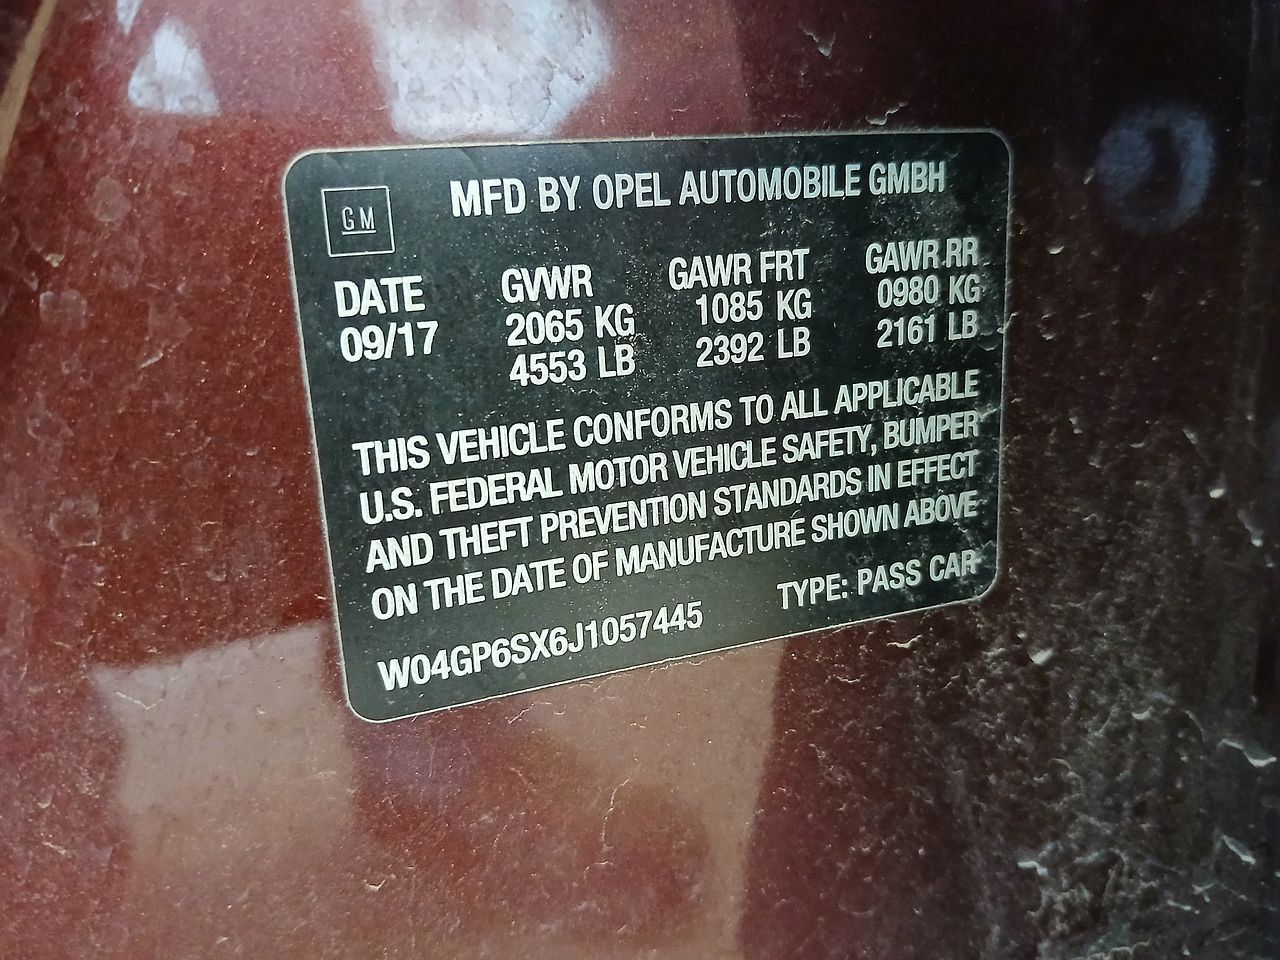 GM
MFD BY OPEL AUTOMOBILE GMBH
DATE GVWR GAWR FRT GAWR RR
09/17 2065 KG 1085 KG 0980 KG
4553 LB 2392 LB 2161 LB
THIS VEHICLE CONFORMS TO ALL APPLICABLE
U.S. FEDERAL MOTOR VEHICLE SAFETY, BUMPER
AND THEFT PREVENTION STANDARDS IN EFFECT
ON THE DATE OF MANUFACTURE SHOWN ABOVE
W04GP6SX6J1057445 TYPE: PASS CAR